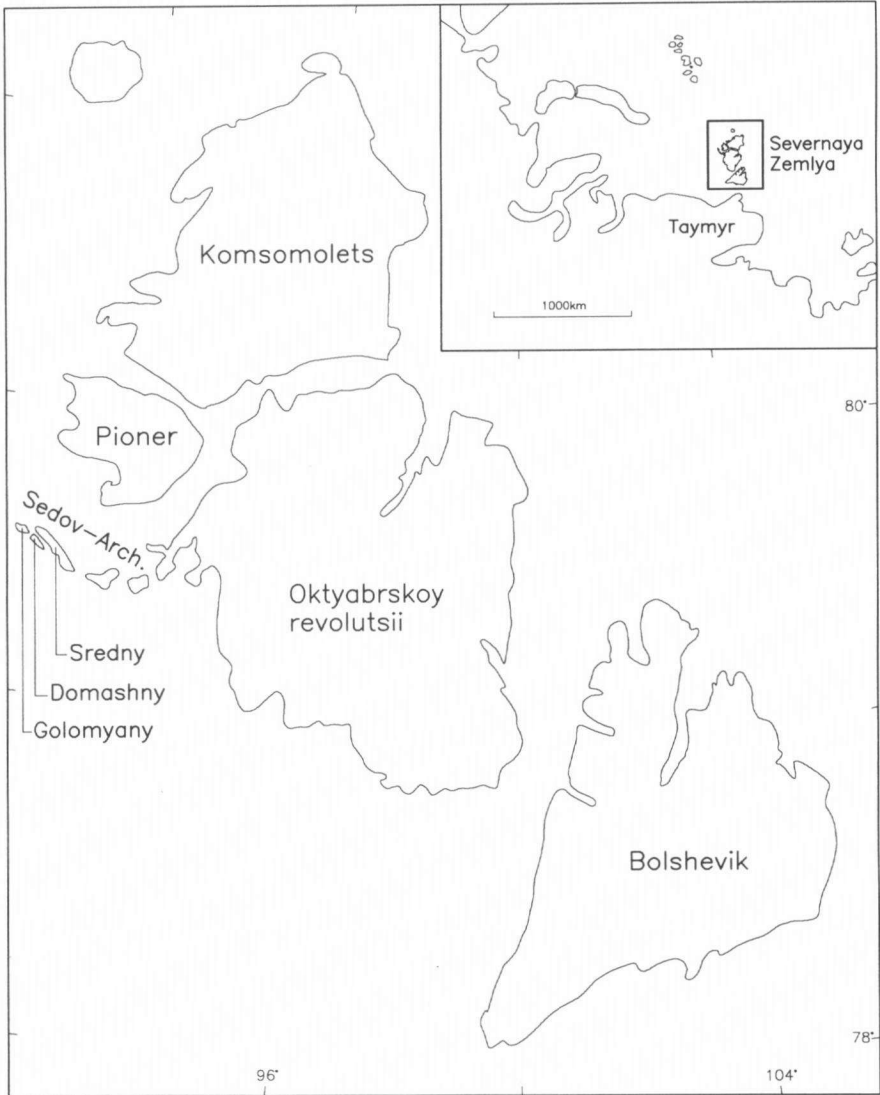 Severnaya
Zemlya
Taymyr
1000km
Komsomolets
80°
Pioner
Sedov-Arch.
Oktyabrskoy
revolutsii
Sredny
Domashny
Golomyany
Bolshevik
78°
96°
104°